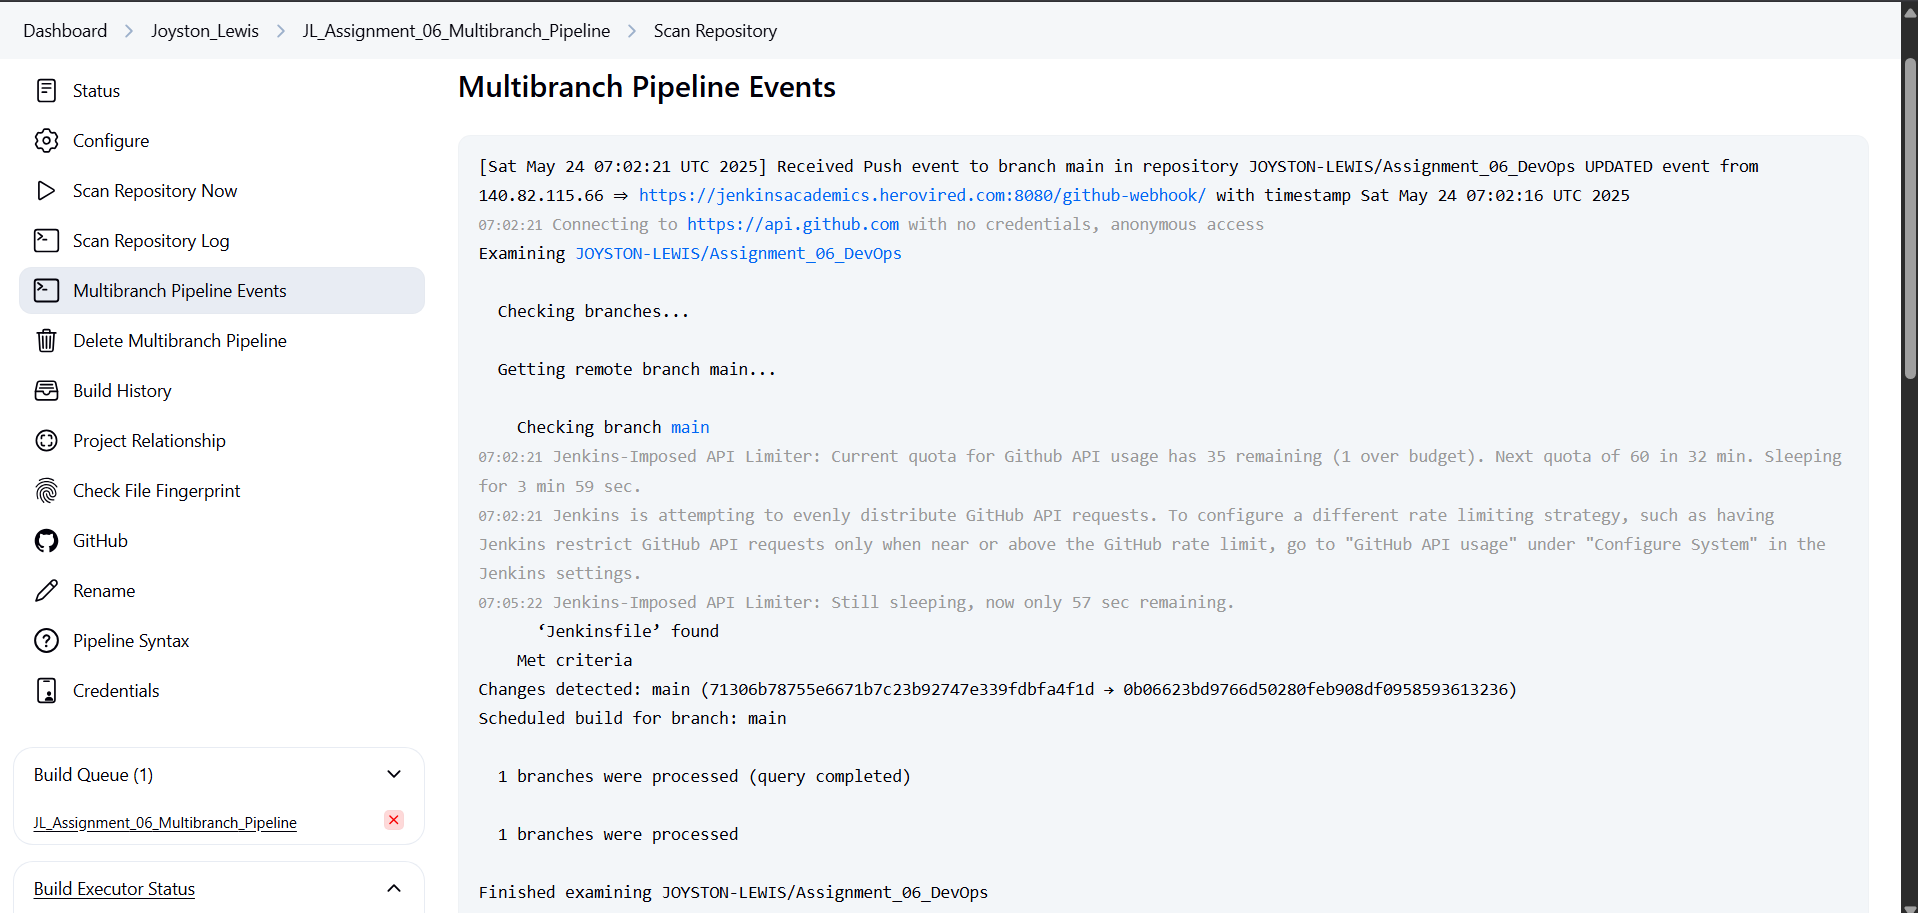 Dashboard > Joyston_Lewis > JL_Assignment_06_Multibranch_Pipeline > Scan Repository
Status
Configure
Scan Repository Now
Scan Repository Log
Multibranch Pipeline Events
Delete Multibranch Pipeline
Build History
Project Relationship
Check File Fingerprint
GitHub
Rename
Pipeline Syntax
Credentials
Build Queue (1)
JL_Assignment_06_Multibranch_Pipeline
Build Executor Status
Multibranch Pipeline Events
[Sat May 24 07:02:21 UTC 2025] Received Push event to branch main in repository JOYSTON-LEWIS/Assignment_06_DevOps UPDATED event from
140.82.115.66 ⇒ https://jenkinsacademics.herovired.com:8080/github-webhook/ with timestamp Sat May 24 07:02:16 UTC 2025
07:02:21 Connecting to https://api.github.com with no credentials, anonymous access
Examining JOYSTON-LEWIS/Assignment_06_DevOps
Checking branches...
Getting remote branch main...
Checking branch main
07:02:21 Jenkins-Imposed API Limiter: Current quota for Github API usage has 35 remaining (1 over budget). Next quota of 60 in 32 min. Sleeping
for 3 min 59 sec.
07:02:21 Jenkins is attempting to evenly distribute GitHub API requests. To configure a different rate limiting strategy, such as having
Jenkins restrict GitHub API requests only when near or above the GitHub rate limit, go to "GitHub API usage" under "Configure System" in the
Jenkins settings.
07:05:22 Jenkins-Imposed API Limiter: Still sleeping, now only 57 sec remaining.
‘Jenkinsfile’ found
Met criteria
Changes detected: main (71306b78755e6671b7c23b92747e339fdbfa4f1d → 0b06623bd9766d50280feb908df0958593613236)
Scheduled build for branch: main
1 branches were processed (query completed)
1 branches were processed
Finished examining JOYSTON-LEWIS/Assignment_06_DevOps